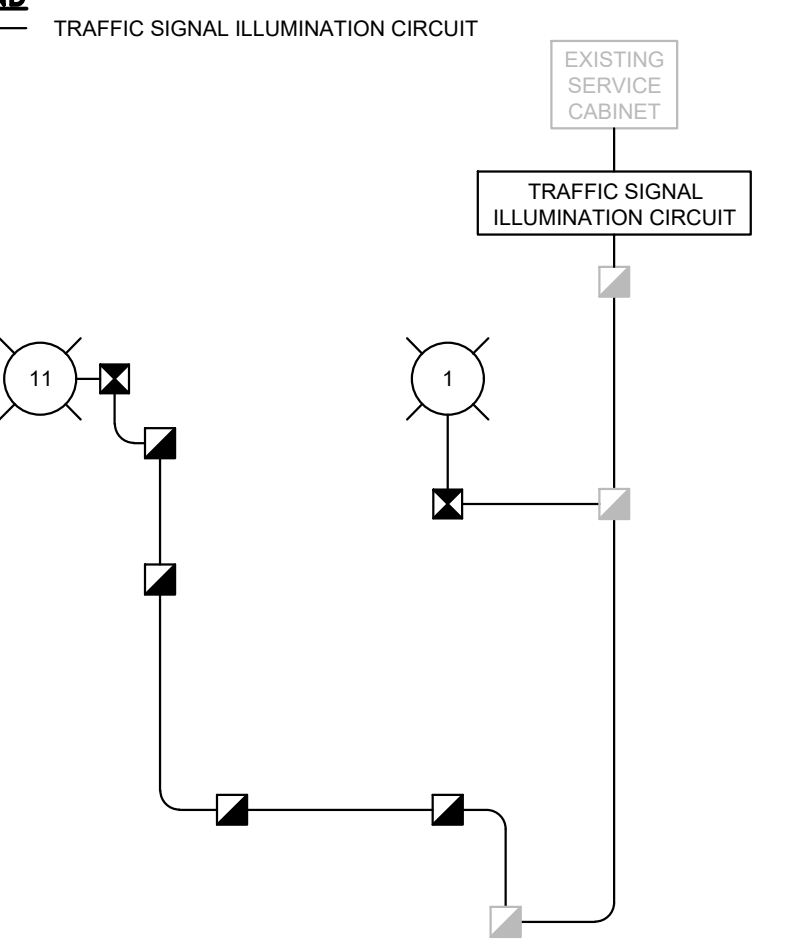 TRAFFIC SIGNAL ILLUMINATION CIRCUIT
EXISTING
SERVICE
CABINET
TRAFFIC SIGNAL
ILLUMINATION CIRCUIT
11
1